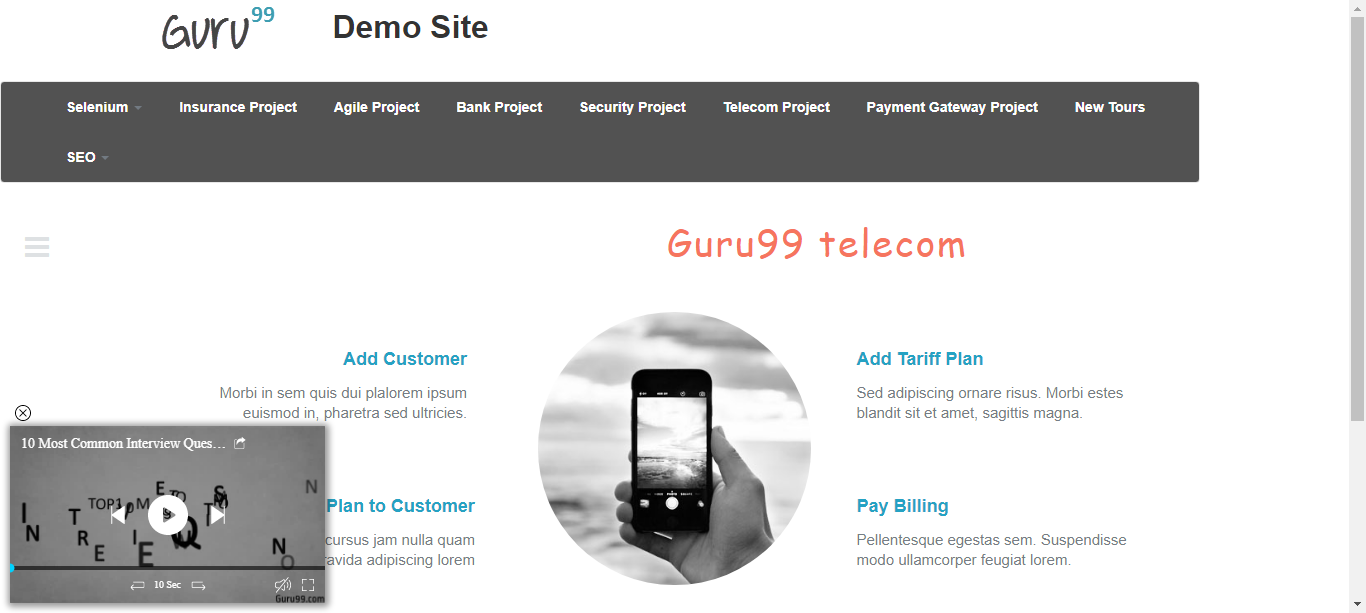 Guru99
Demo Site
Selenium
Insurance Project
Agile Project
Bank Project
Security Project
Telecom Project
Payment Gateway Project
New Tours
SEO
Guru99 telecom
Add Customer
Morbi in sem quis dui plalorem ipsum
euismod in, pharetra sed ultricies.
Add Tariff Plan
Sed adipiscing ornare risus. Morbi estes
blandit sit et amet, sagittis magna.
Plan to Customer
cursus jam nulla quam
ravida adipiscing lorem
Pay Billing
Pellentesque egestas sem. Suspendisse
modo ullamcorper feugiat lorem.
10 Most Common Interview Ques...
TOP10
10 Sec
Guru99.com